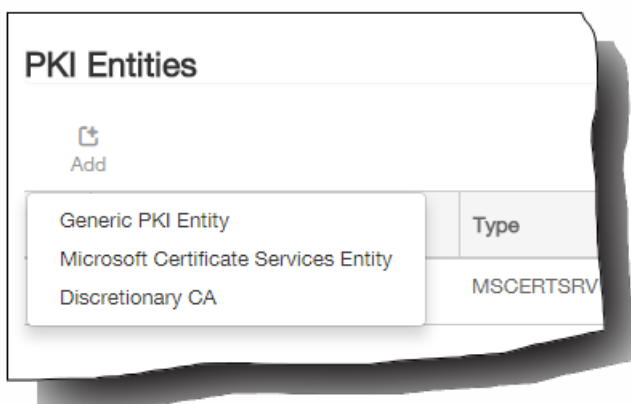 PKI Entities
Add
Generic PKI Entity
Microsoft Certificate Services Entity
Discretionary CA
Type
MSCERTSRV